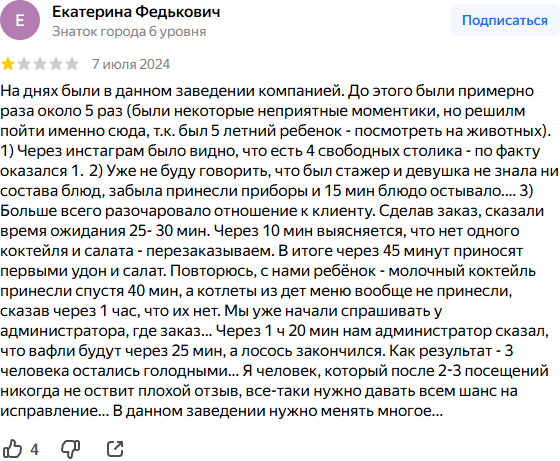 Е
Екатерина Федькович
Знаток города 6 уровня
Подписаться
7 июля 2024
На днях были в данном заведении компанией. До этого были примерно
раза около 5 раз (были некоторые неприятные моментики, но решилм
пойти именно сюда, т.к. был 5 летний ребенок - посмотреть на животных).
1) Через инстаграм было видно, что есть 4 свободных столика - по факту
оказался 1. 2) Уже не буду говорить, что был стажер и девушка не знала ни
состава блюд, забыла принесли приборы и 15 мин блюдо остывало.... 3)
Больше всего разочаровало отношение к клиенту. Сделав заказ, сказали
время ожидания 25- 30 мин. Через 10 мин выясняется, что нет одного
коктейля и салата - перезаказываем. В итоге через 45 минут приносят
первыми удон и салат. Повторюсь, с нами ребёнок - молочный коктейль
принесли спустя 40 мин, а котлеты из дет меню вообще не принесли,
сказав через 1 час, что их нет. Мы уже начали спрашивать у
администратора, где заказ... Через 1 ч 20 мин нам администратор сказал,
что вафли будут через 25 мин, а лосось закончился. Как результат - 3
человека остались голодными... Я человек, который после 2-3 посещений
никогда не оствит плохой отзыв, все-таки нужно давать всем шанс на
исправление... В данном заведении нужно менять многое...
4